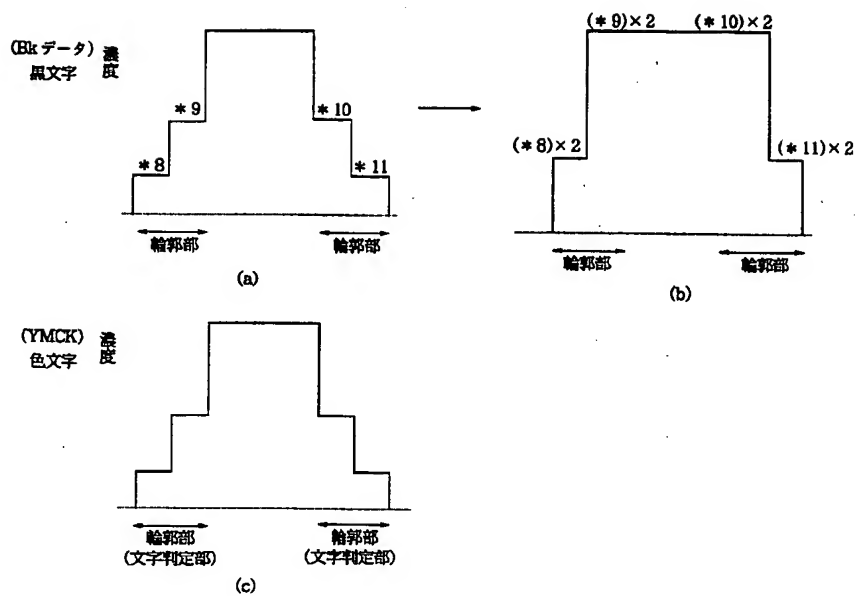 (Bkデータ)
黒文字
濃度
*9
*10
*8
*11
輪郭部
輪郭部
(a)
(*9)×2
(*10)×2
(*8)×2
(*11)×2
輪郭部
輪郭部
(b)
(YMCK)
色文字
濃度
輪郭部
(文字判定部)
輪郭部
(文字判定部)
(c)